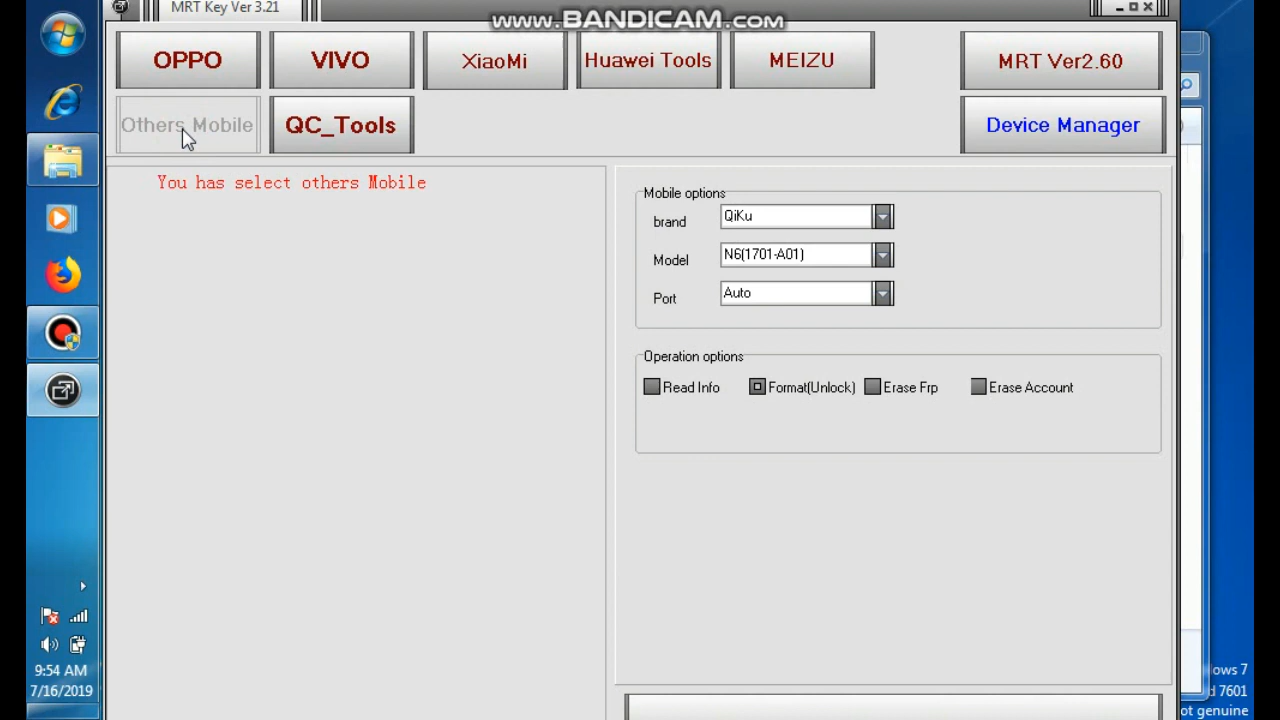 MRT Key Ver 3.21
www.BANDICAM.com
OPPO
VIVO
XiaoMi
Huawei Tools
MEIZU
MRT Ver2.60
Others Mobile
QC_Tools
Device Manager
You has select others Mobile
Mobile options
brand
QiKu
Model
N6(1701-A01)
Port
Auto
Operation options
Read Info
Format(Unlock)
Erase Frp
Erase Account
9:54 AM
7/16/2019
dows 7
d 7601
ot genuine